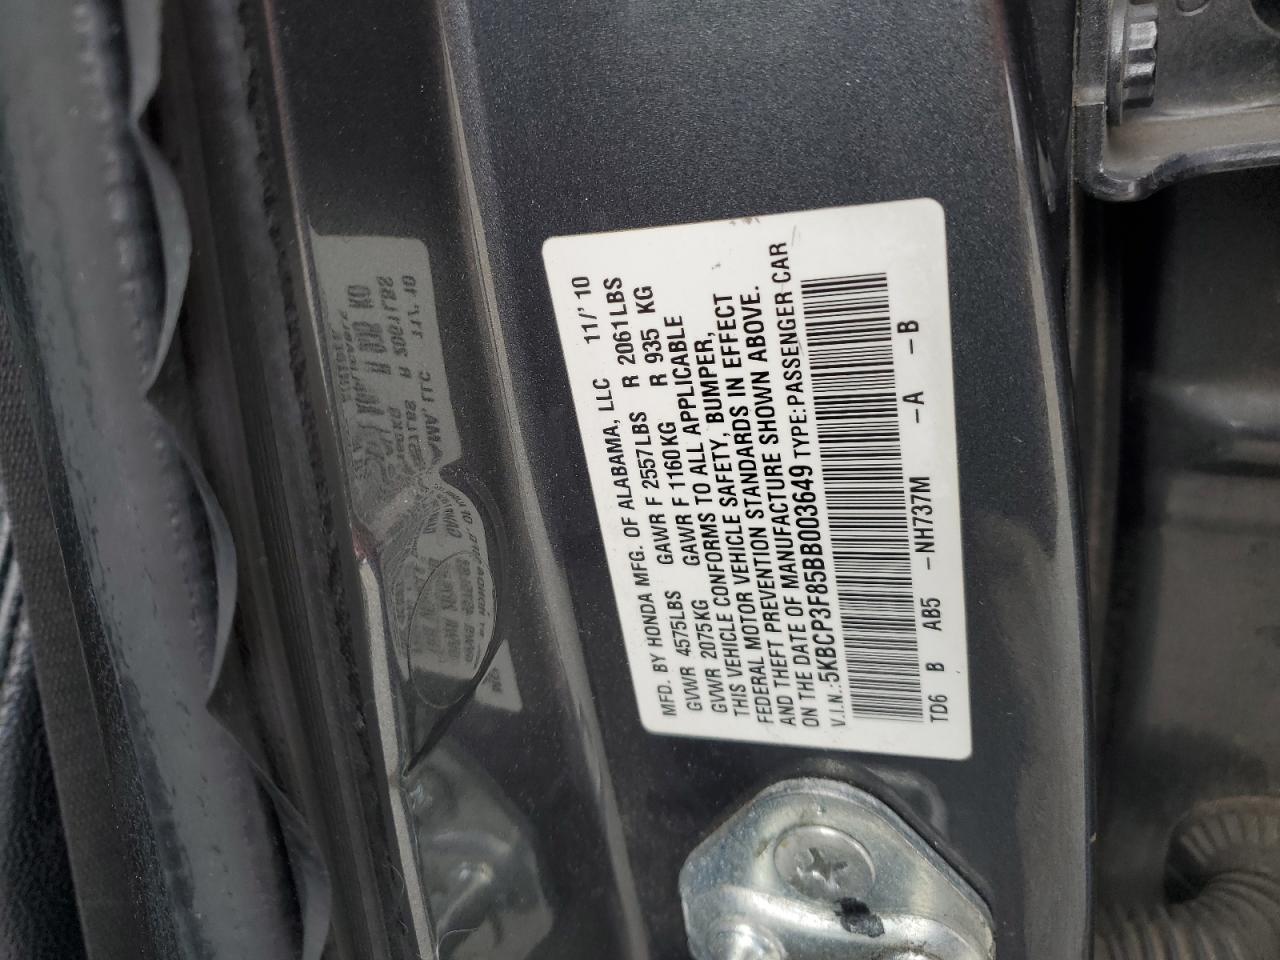 MFD. BY HONDA MFG. OF ALABAMA, LLC 11/' 10
GVWR 4575LBS GAWR F 2557LBS R 2061LBS
GVWR 2075KG GAWR F 1160KG R 935 KG
THIS VEHICLE CONFORMS TO ALL APPLICABLE
FEDERAL MOTOR VEHICLE SAFETY, BUMPER,
AND THEFT PREVENTION STANDARDS IN EFFECT
ON THE DATE OF MANUFACTURE SHOWN ABOVE.
V.I.N.:5KBCP3F85BB003649 TYPE:PASSENGER CAR
TD6 B AB5 -NH737M -A -B